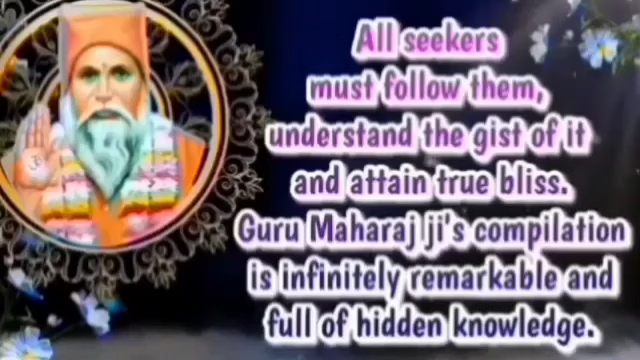 All seekers
must follow them,
understand the gist of it
and attain true bliss.
Guru Maharaj ji's compilation
is infinitely remarkable and
full of hidden knowledge.
ॐ